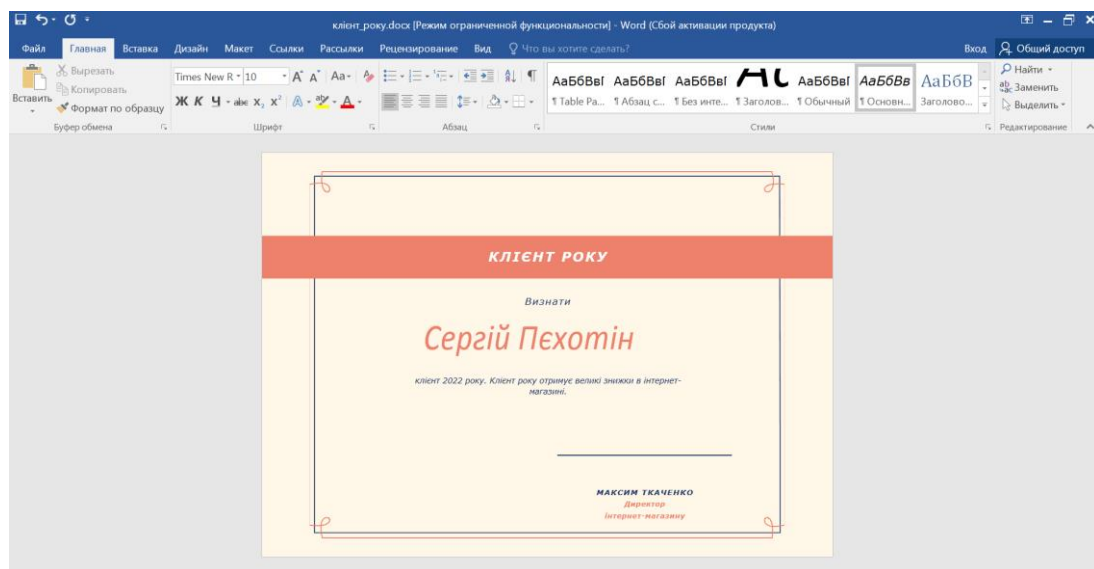 клієнт_року.docx [Режим ограниченной функциональности] - Word (Сбой активации продукта)
Файл Главная Вставка Дизайн Макет Ссылки Рассылки Рецензирование Вид Что вы хотите сделать? Вход Общий доступ
Вставить
Вырезать
Копировать
Формат по образцу
Буфер обмена
Times New R 10
Ж К Ч abc x₂ x²
Шрифт
Абзац
АаБбВвГ АаБбВвГ АаБбВвГ АаБбВвГ АаБбВв АаБбВ
¶ Table Pa... ¶ Абзац с... ¶ Без инте... ¶ Заголов... ¶ Обычный ¶ Основн... Заголово...
Стили
Найти
Заменить
Выделить
Редактирование
КЛІЄНТ РОКУ
Визнати
Сергій Пєхотін
клієнт 2022 року. Клієнт року отримує великі знижки в інтернет-
магазині.
МАКСИМ ТКАЧЕНКО
Директор
інтернет-магазину